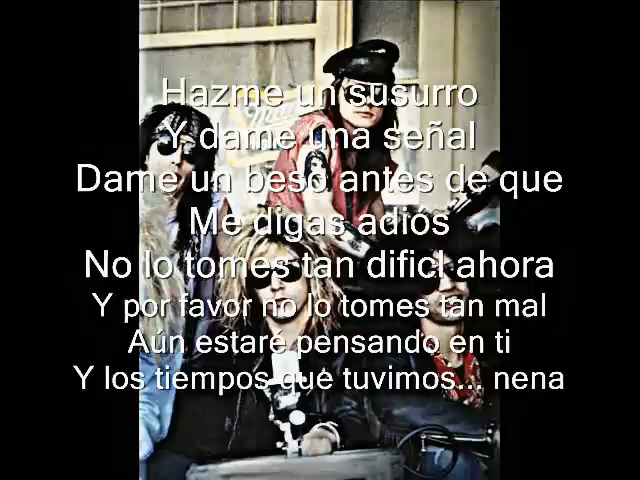 Hazme un susurro
Y dame una señal
Dame un beso antes de que
Me digas adiós
No lo tomes tan dificl ahora
Y por favor no lo tomes tan mal
Aún estaré pensando en ti
Y los tiempos que tuvimos... nena